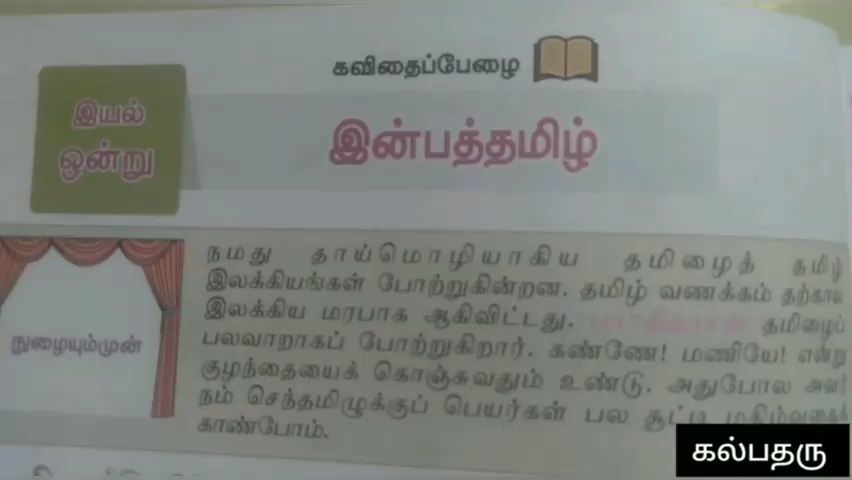 கவிதைப்பேழை
இயல்
ஒன்று
இன்பத்தமிழ்
நுழையும்முன்
நமது தாய்மொழியாகிய தமிழைத் தமிழ்
இலக்கியங்கள் போற்றுகின்றன. தமிழ் வணக்கம் தற்கால
இலக்கிய மரபாக ஆகிவிட்டது. தமிழைப்
பலவாறாகப் போற்றுகிறார். கண்ணே! மணியே! என்று
குழந்தையைக் கொஞ்சுவதும் உண்டு. அதுபோல அவர்
நம் செந்தமிழுக்குப் பெயர்கள் பல சூட்டி
காண்போம்.
கல்பதரு